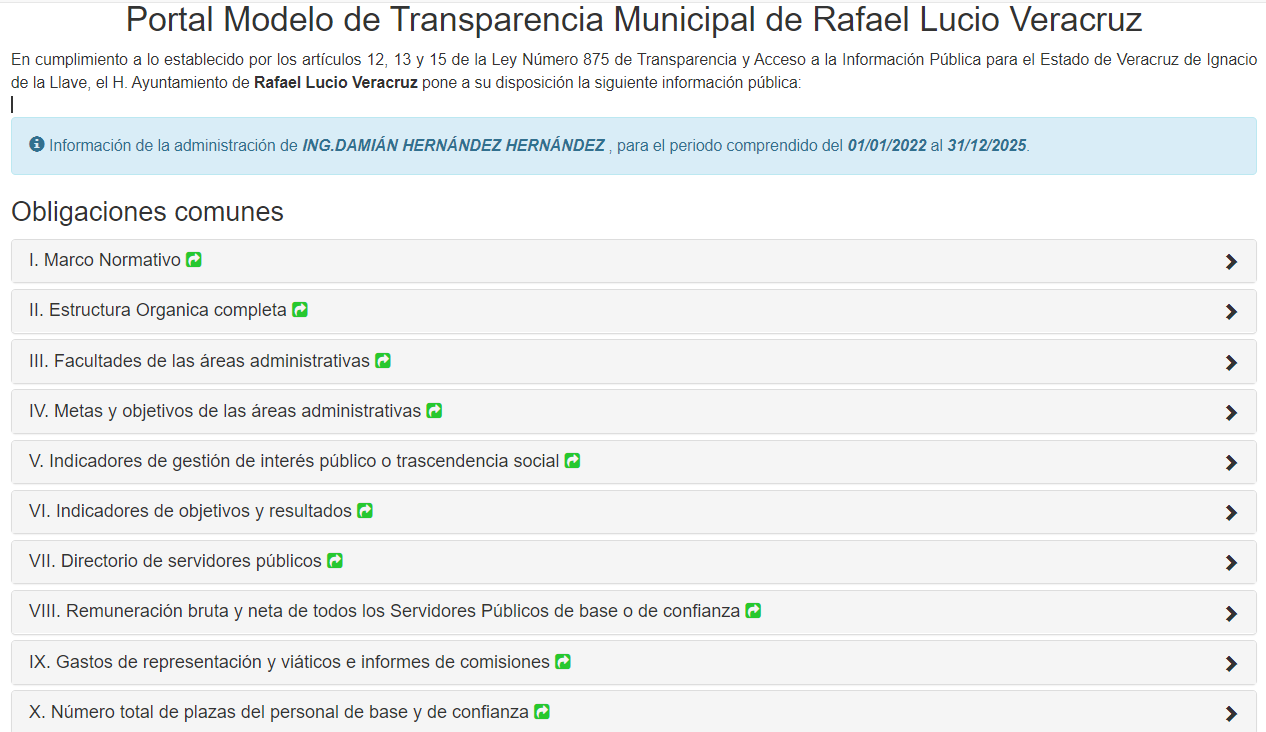 Portal Modelo de Transparencia Municipal de Rafael Lucio Veracruz
En cumplimiento a lo establecido por los artículos 12, 13 y 15 de la Ley Número 875 de Transparencia y Acceso a la Información Pública para el Estado de Veracruz de Ignacio
de la Llave, el H. Ayuntamiento de Rafael Lucio Veracruz pone a su disposición la siguiente información pública:
Información de la administración de ING.DAMIÁN HERNÁNDEZ HERNÁNDEZ , para el periodo comprendido del 01/01/2022 al 31/12/2025.
Obligaciones comunes
I. Marco Normativo
II. Estructura Organica completa
III. Facultades de las áreas administrativas
IV. Metas y objetivos de las áreas administrativas
V. Indicadores de gestión de interés público o trascendencia social
VI. Indicadores de objetivos y resultados
VII. Directorio de servidores públicos
VIII. Remuneración bruta y neta de todos los Servidores Públicos de base o de confianza
IX. Gastos de representación y viáticos e informes de comisiones
X. Número total de plazas del personal de base y de confianza